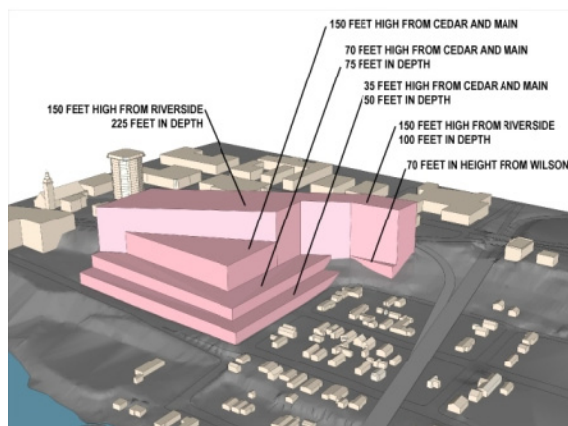 150 FEET HIGH FROM CEDAR AND MAIN
70 FEET HIGH FROM CEDAR AND MAIN
75 FEET IN DEPTH
35 FEET HIGH FROM CEDAR AND MAIN
50 FEET IN DEPTH
150 FEET HIGH FROM RIVERSIDE
225 FEET IN DEPTH
150 FEET HIGH FROM RIVERSIDE
100 FEET IN DEPTH
70 FEET IN HEIGHT FROM WILSON